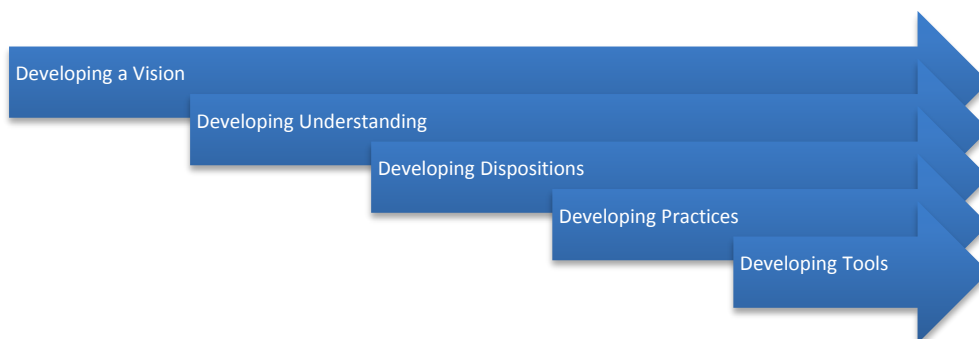 Developing a Vision
Developing Understanding
Developing Dispositions
Developing Practices
Developing Tools